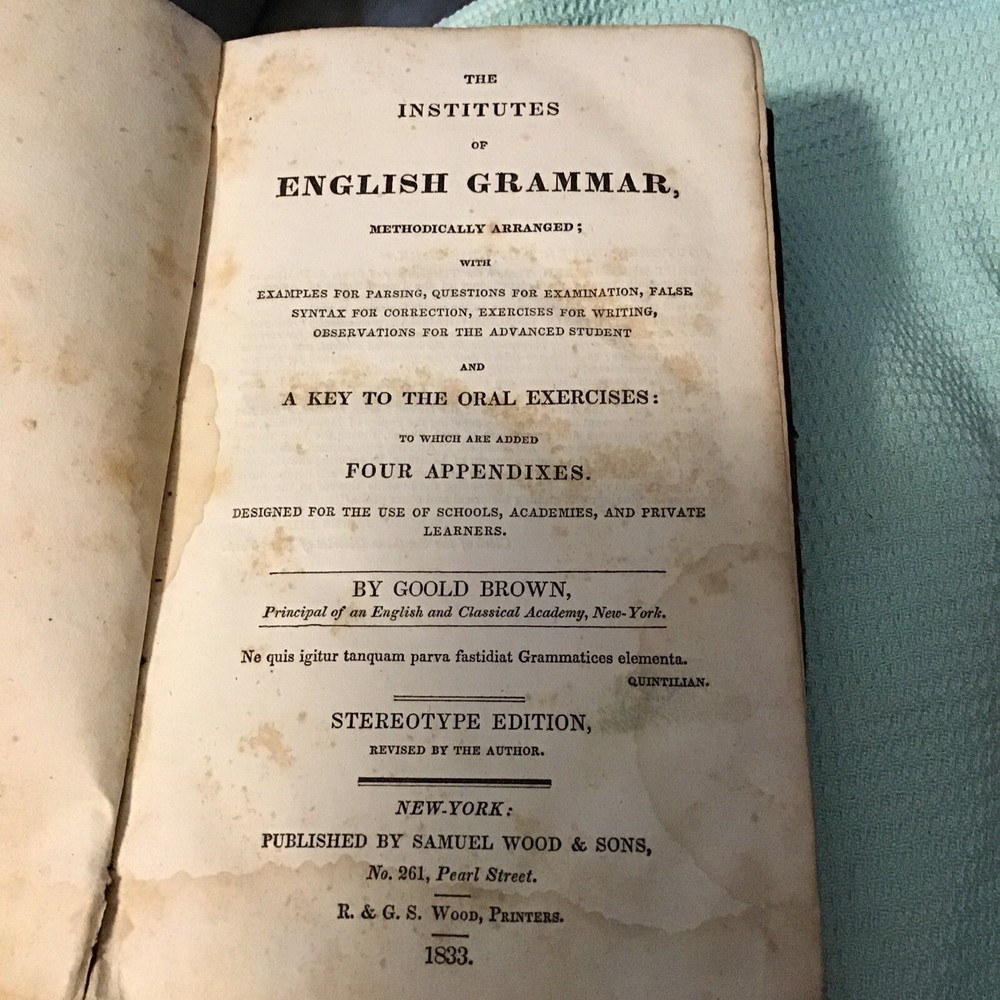 THE
INSTITUTES
OF
ENGLISH GRAMMAR,
METHODICALLY ARRANGED;
WITH
EXAMPLES FOR PARSING, QUESTIONS FOR EXAMINATION, FALSE
SYNTAX FOR CORRECTION, EXERCISES FOR WRITING,
OBSERVATIONS FOR THE ADVANCED STUDENT
AND
A KEY TO THE ORAL EXERCISES:
TO WHICH ARE ADDED
FOUR APPENDIXES.
DESIGNED FOR THE USE OF SCHOOLS, ACADEMIES, AND PRIVATE
LEARNERS.
BY GOOLD BROWN,
Principal of an English and Classical Academy, New-York.
Ne quis igitur tanquam parva fastidiat Grammatices elementa.
QUINTILIAN.
STEREOTYPE EDITION,
REVISED BY THE AUTHOR.
NEW-YORK:
PUBLISHED BY SAMUEL WOOD & SONS,
No. 261, Pearl Street.
R. & G. S. WOOD, PRINTERS.
1833.